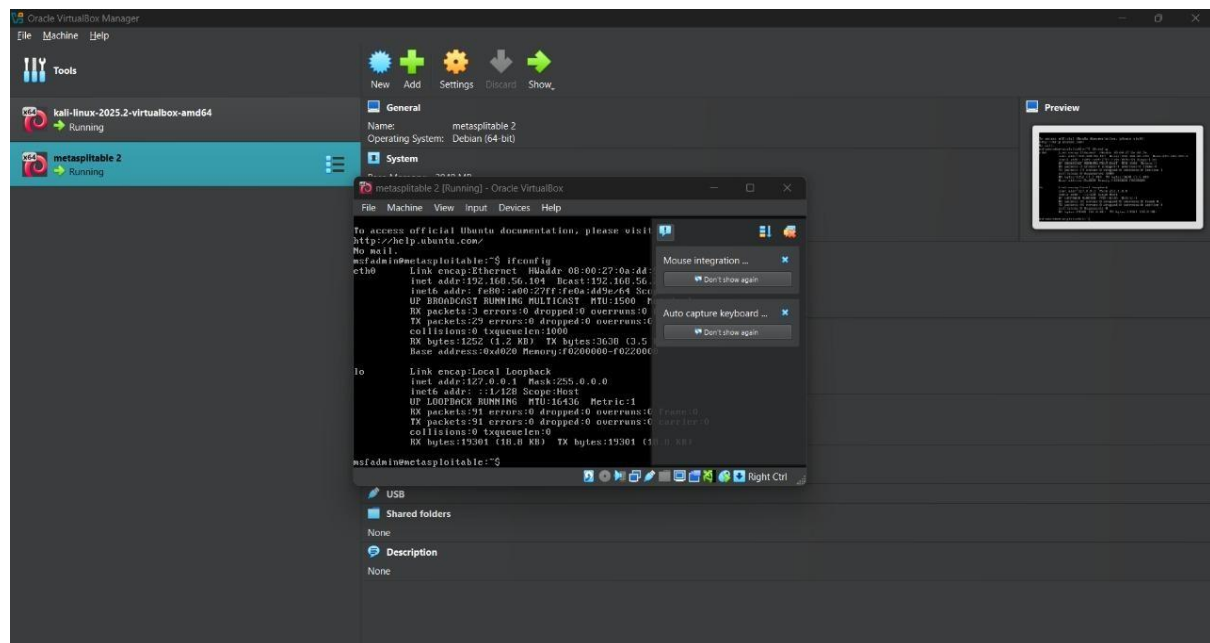 Oracle VirtualBox Manager
File Machine Help
Tools
New Add Settings Discard Show
kali-linux-2025.2-virtualbox-amd64
Running
metasplitable 2
Running
General
Name: metasplitable 2
Operating System: Debian (64-bit)
System
Preview
metasplitable 2 [Running] - Oracle VirtualBox
File Machine View Input Devices Help
To access official Ubuntu documentation, please visit
http://help.ubuntu.com/
No mail.
msfadmin@metasploitable:~$ ifconfig
eth0 Link encap:Ethernet HWaddr 08:00:27:0a:dd:
inet addr:192.168.56.104 Bcast:192.168.56.
inet6 addr: fe80::a00:27ff:fe0a:dd9e/64 Sco
UP BROADCAST RUNNING MULTICAST MTU:1500 M
RX packets:3 errors:0 dropped:0 overruns:0
TX packets:29 errors:0 dropped:0 overruns:0
collisions:0 txqueuelen:1000
RX bytes:1252 (1.2 KB) TX bytes:3638 (3.5
Base address:0xd020 Memory:f0200000-f022000
lo Link encap:Local Loopback
inet addr:127.0.0.1 Mask:255.0.0.0
inet6 addr: ::1/128 Scope:Host
UP LOOPBACK RUNNING MTU:16436 Metric:1
RX packets:91 errors:0 dropped:0 overruns:0 frame:0
TX packets:91 errors:0 dropped:0 overruns:0 carrier:0
collisions:0 txqueuelen:0
RX bytes:19301 (18.8 KB) TX bytes:19301 (18.8 KB)
msfadmin@metasploitable:~$
Mouse integration ...
Don't show again
Auto capture keyboard ...
Don't show again
Right Ctrl
USB
Shared folders
None
Description
None